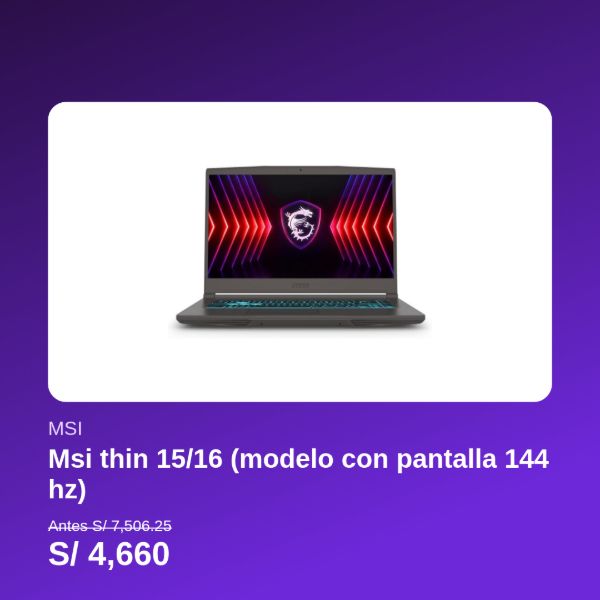 MSI
Msi thin 15/16 (modelo con pantalla 144
hz)
Antes S/ 7,506.25
S/ 4,660